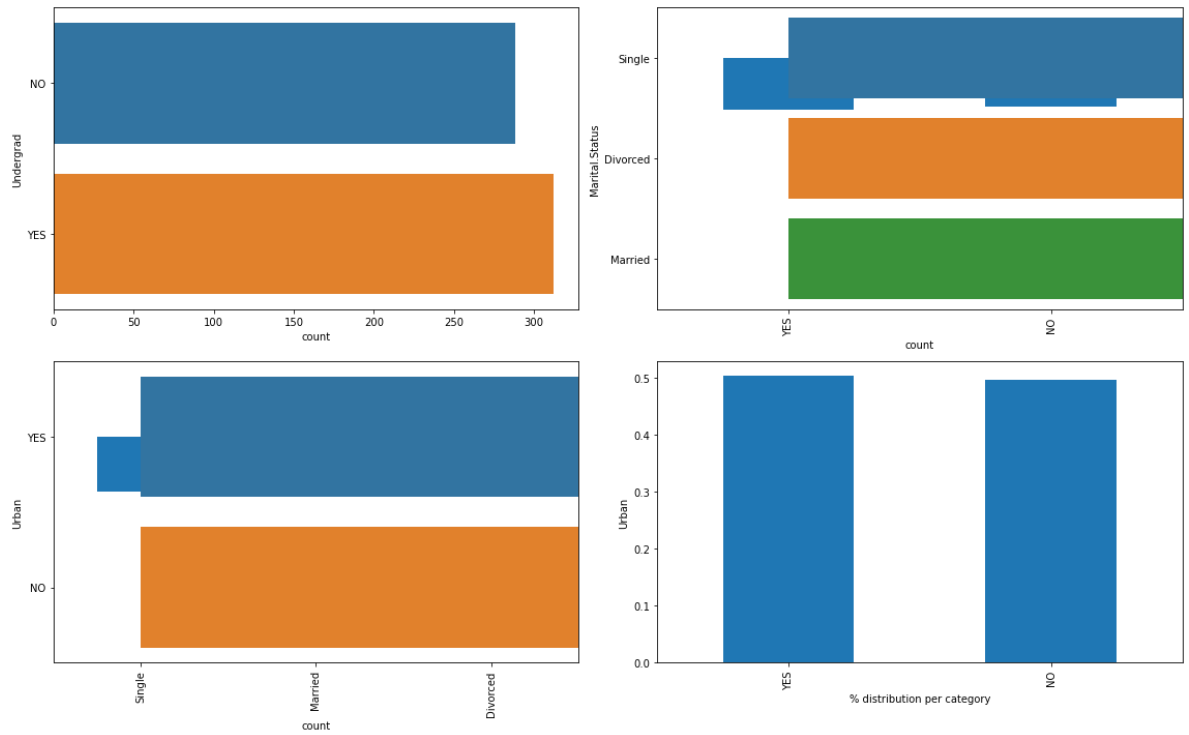 NO
YES
Undergrad
0 50 100 150 200 250 300
count
Single
Divorced
Married
Marital.Status
YES NO
count
YES
NO
Urban
Single Married Divorced
count
0.5
0.4
0.3
0.2
0.1
0.0
Urban
YES NO
% distribution per category